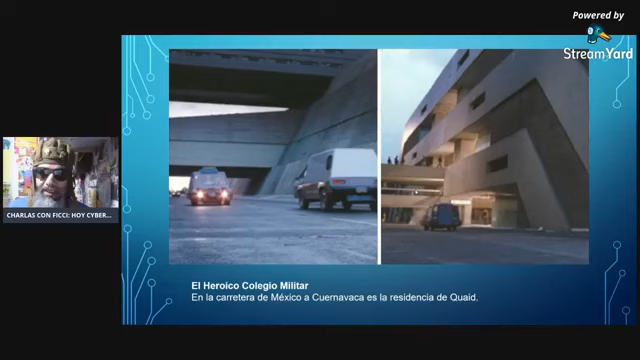 Powered by
StreamYard
CHARLAS CON FICCI: HOY CYBER...
El Heroico Colegio Militar
En la carretera de México a Cuernavaca es la residencia de Quaid.